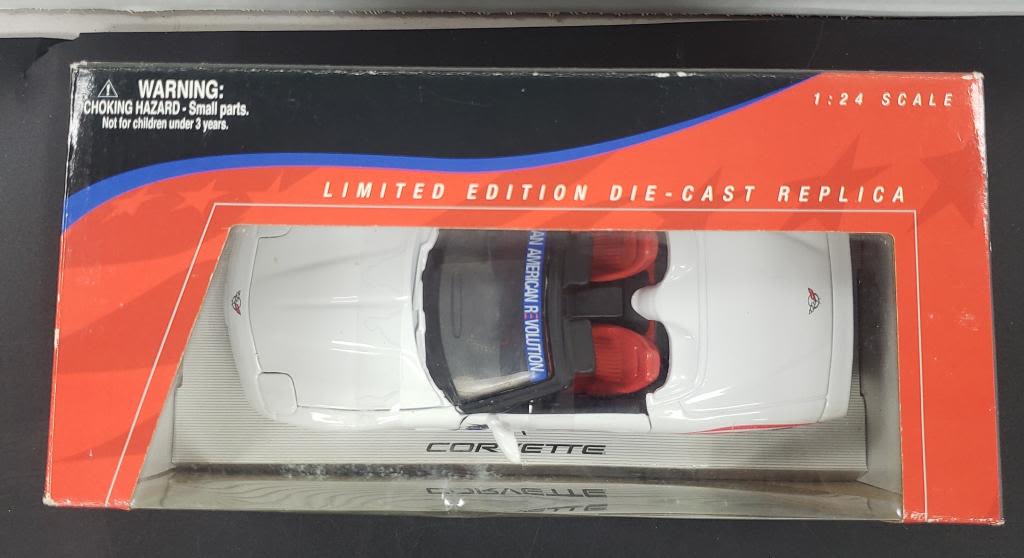 WARNING:
CHOKING HAZARD - Small parts.
Not for children under 3 years.
1:24 SCALE
LIMITED EDITION DIE-CAST REPLICA
AN AMERICAN REVOLUTION
CORVETTE
CORVETTE